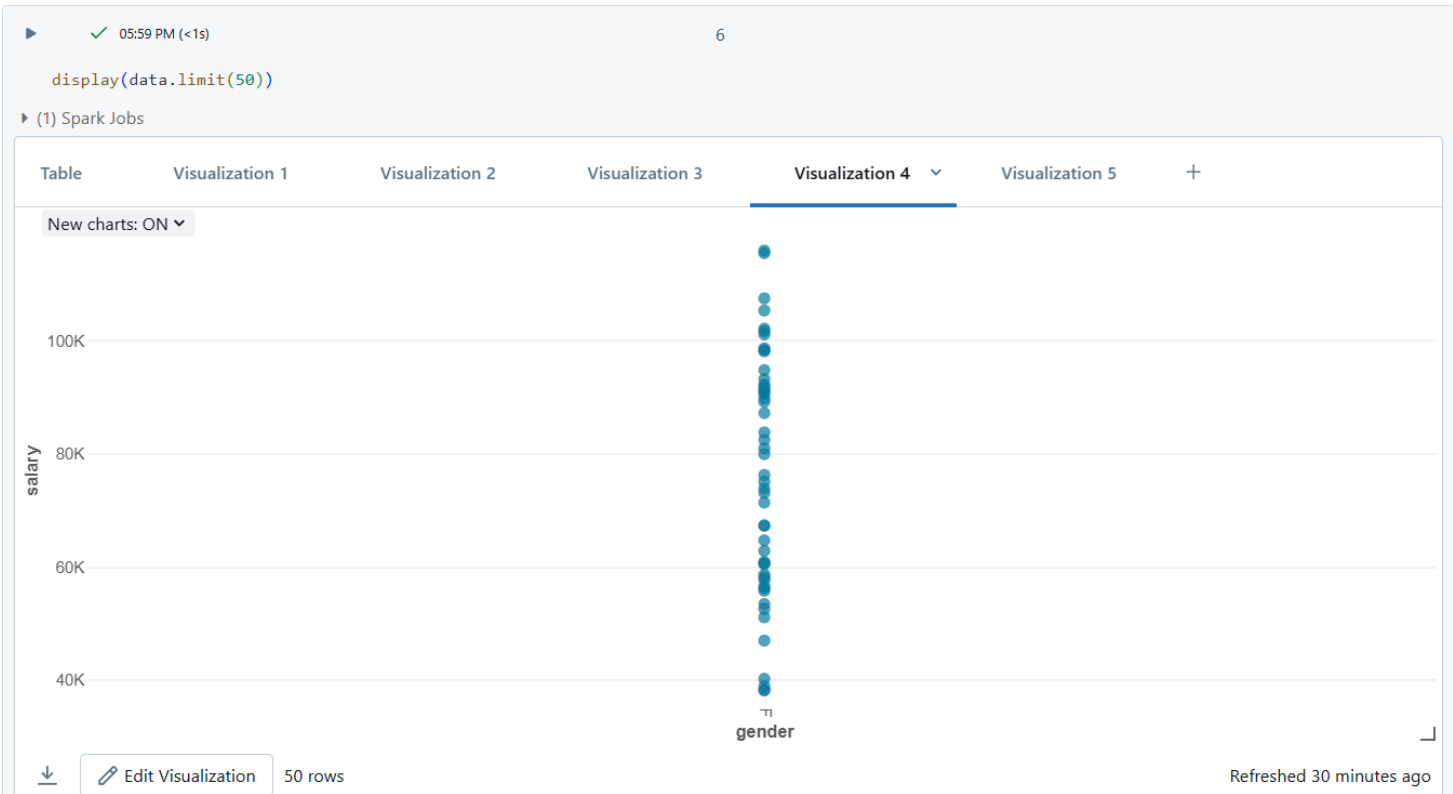 05:59 PM (<1s)
6
display(data.limit(50))
(1) Spark Jobs
Table Visualization 1 Visualization 2 Visualization 3 Visualization 4 Visualization 5 +
New charts: ON
100K
80K
60K
40K
salary
F
gender
Edit Visualization 50 rows Refreshed 30 minutes ago